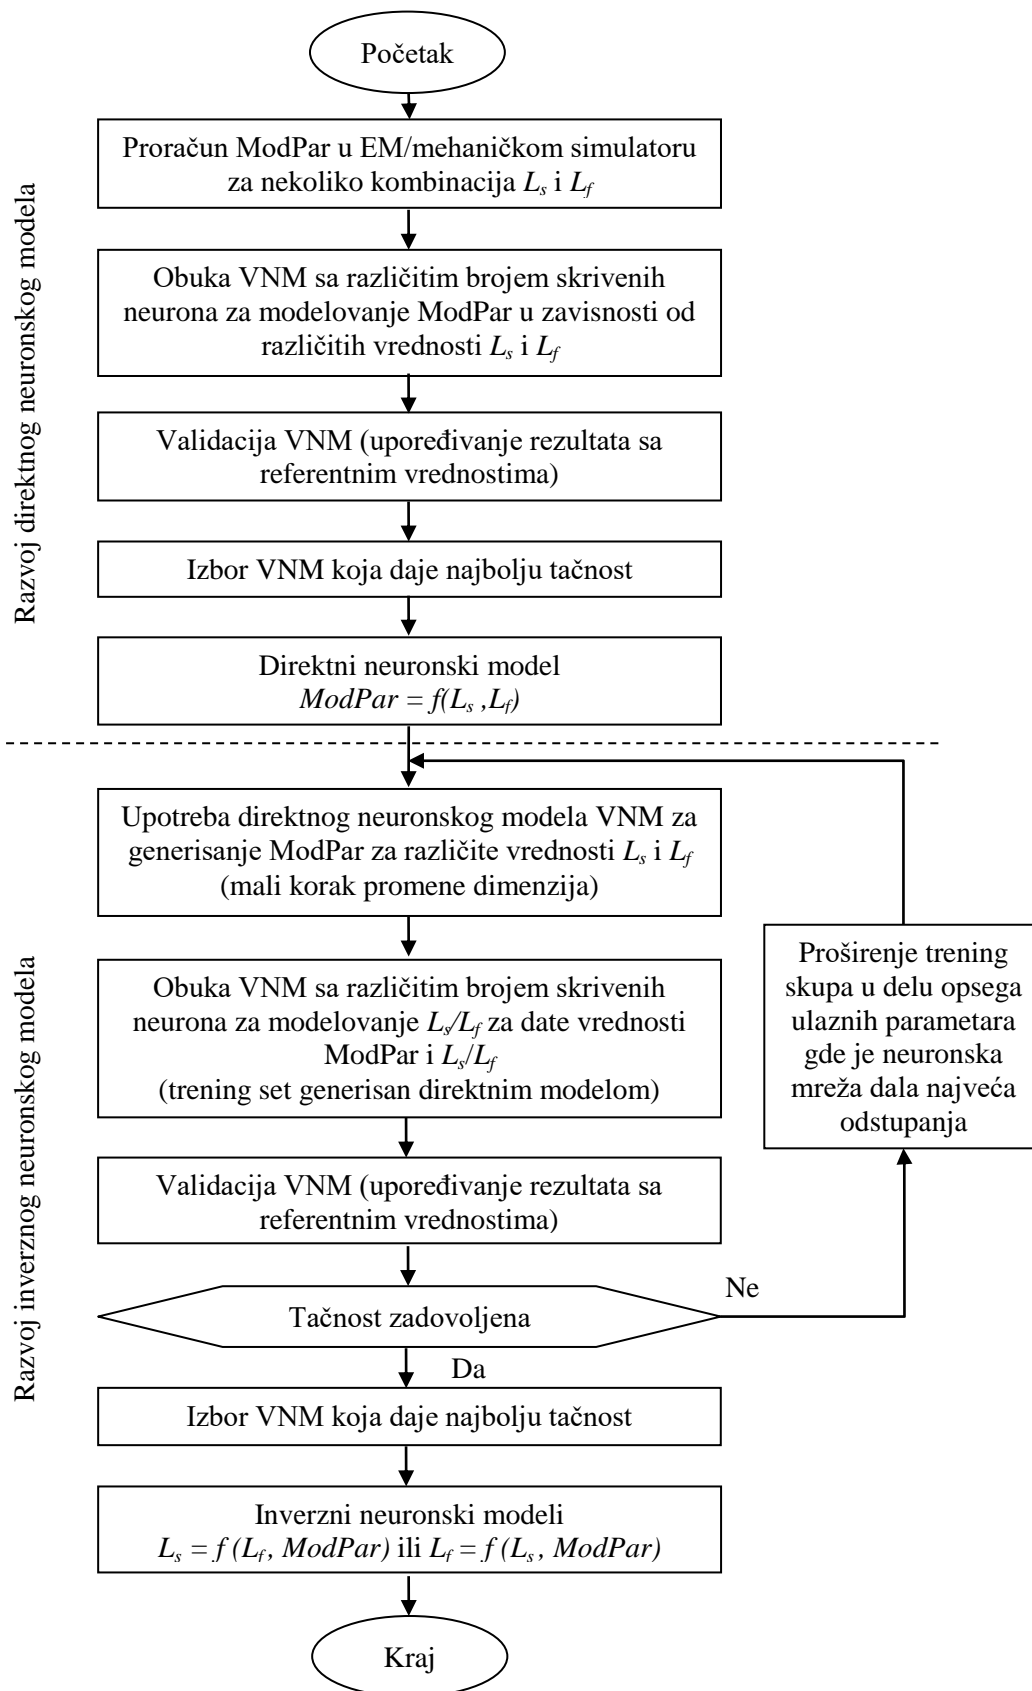 Početak
Razvoj direktnog neuronskog modela
Proračun ModPar u EM/mehaničkom simulatoru
za nekoliko kombinacija Ls i Lf
Obuka VNM sa različitim brojem skrivenih
neurona za modelovanje ModPar u zavisnosti od
različitih vrednosti Ls i Lf
Validacija VNM (upoređivanje rezultata sa
referentnim vrednostima)
Izbor VNM koja daje najbolju tačnost
Direktni neuronski model
ModPar = f(Ls ,Lf)
Razvoj inverznog neuronskog modela
Upotreba direktnog neuronskog modela VNM za
generisanje ModPar za različite vrednosti Ls i Lf
(mali korak promene dimenzija)
Obuka VNM sa različitim brojem skrivenih
neurona za modelovanje Ls/Lf za date vrednosti
ModPar i Ls/Lf
(trening set generisan direktnim modelom)
Proširenje trening
skupa u delu opsega
ulaznih parametara
gde je neuronska
mreža dala najveća
odstupanja
Validacija VNM (upoređivanje rezultata sa
referentnim vrednostima)
Tačnost zadovoljena
Ne
Da
Izbor VNM koja daje najbolju tačnost
Inverzni neuronski modeli
Ls = f (Lf, ModPar) ili Lf = f (Ls, ModPar)
Kraj